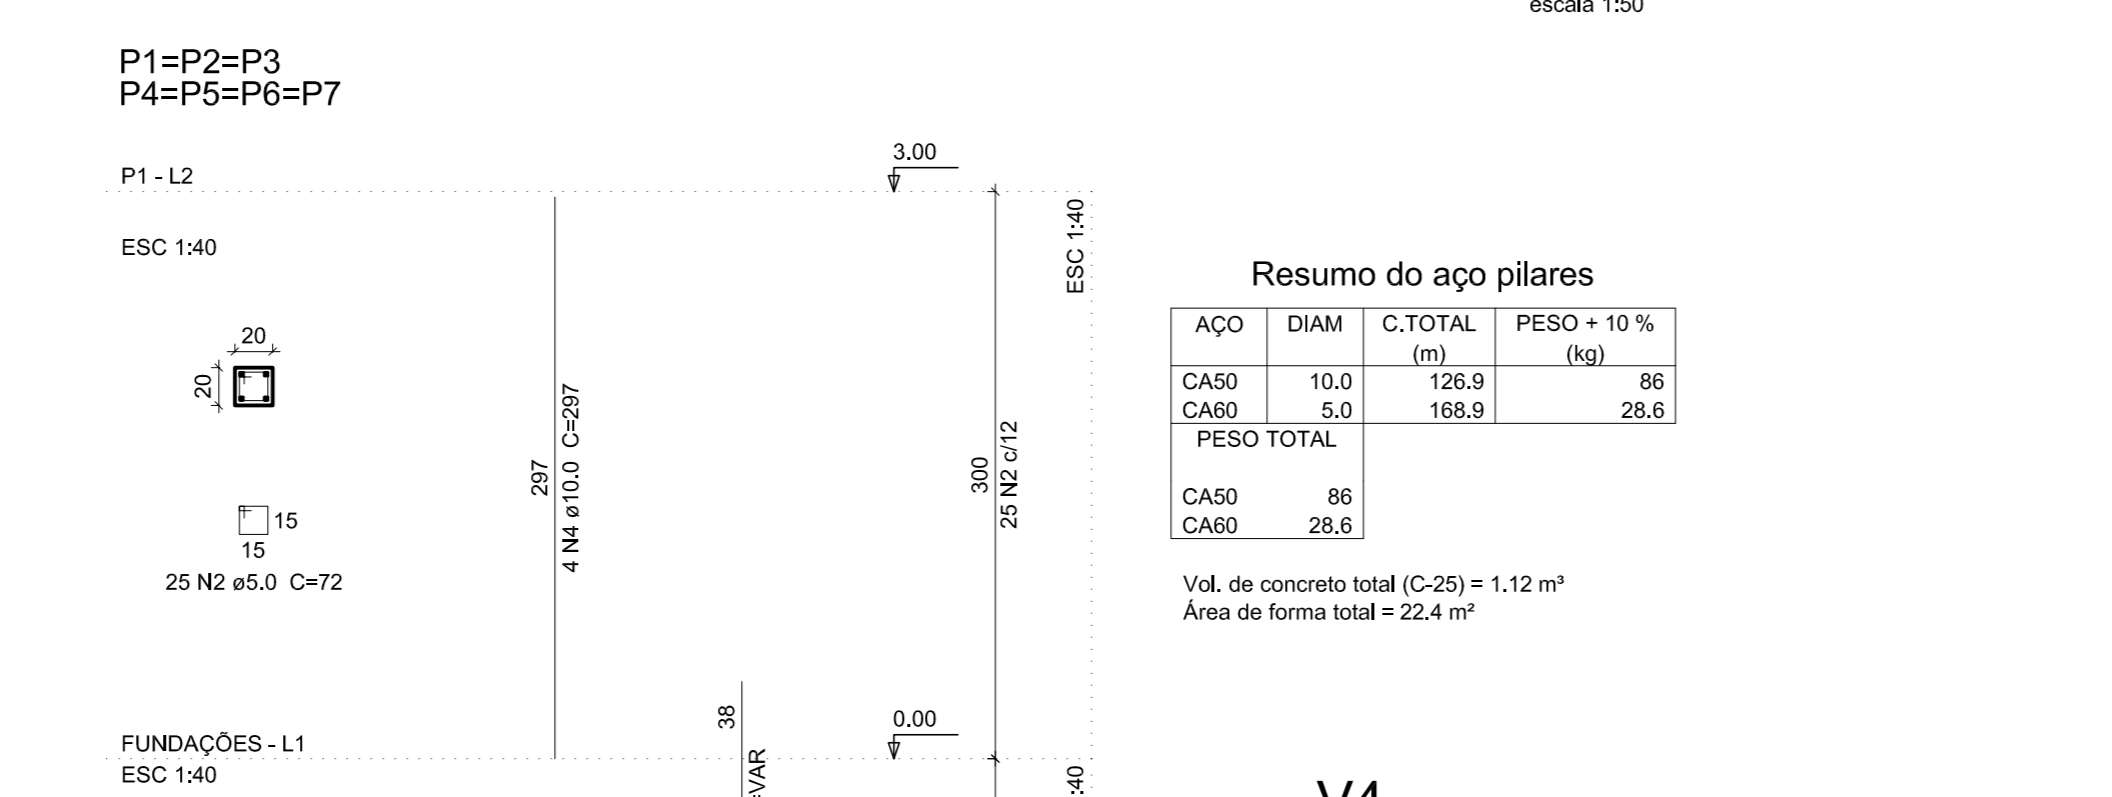 escala 1:50
P1=P2=P3
P4=P5=P6=P7
3.00
P1 - L2
ESC 1:40
ESC 1:40
20
20
15
15
25 N2 ø5.0  C=72
297
4 N4 ø10.0  C=297
300
25 N2 c/12
38
=VAR
0.00
FUNDAÇÕES - L1
ESC 1:40
:40
Resumo do aço pilares
AÇO DIAM C.TOTAL PESO + 10 %
(m) (kg)
CA50 10.0 126.9 86
CA60 5.0 168.9 28.6
PESO TOTAL
CA50 86
CA60 28.6
Vol. de concreto total (C-25) = 1.12 m³
Área de forma total = 22.4 m²
V4